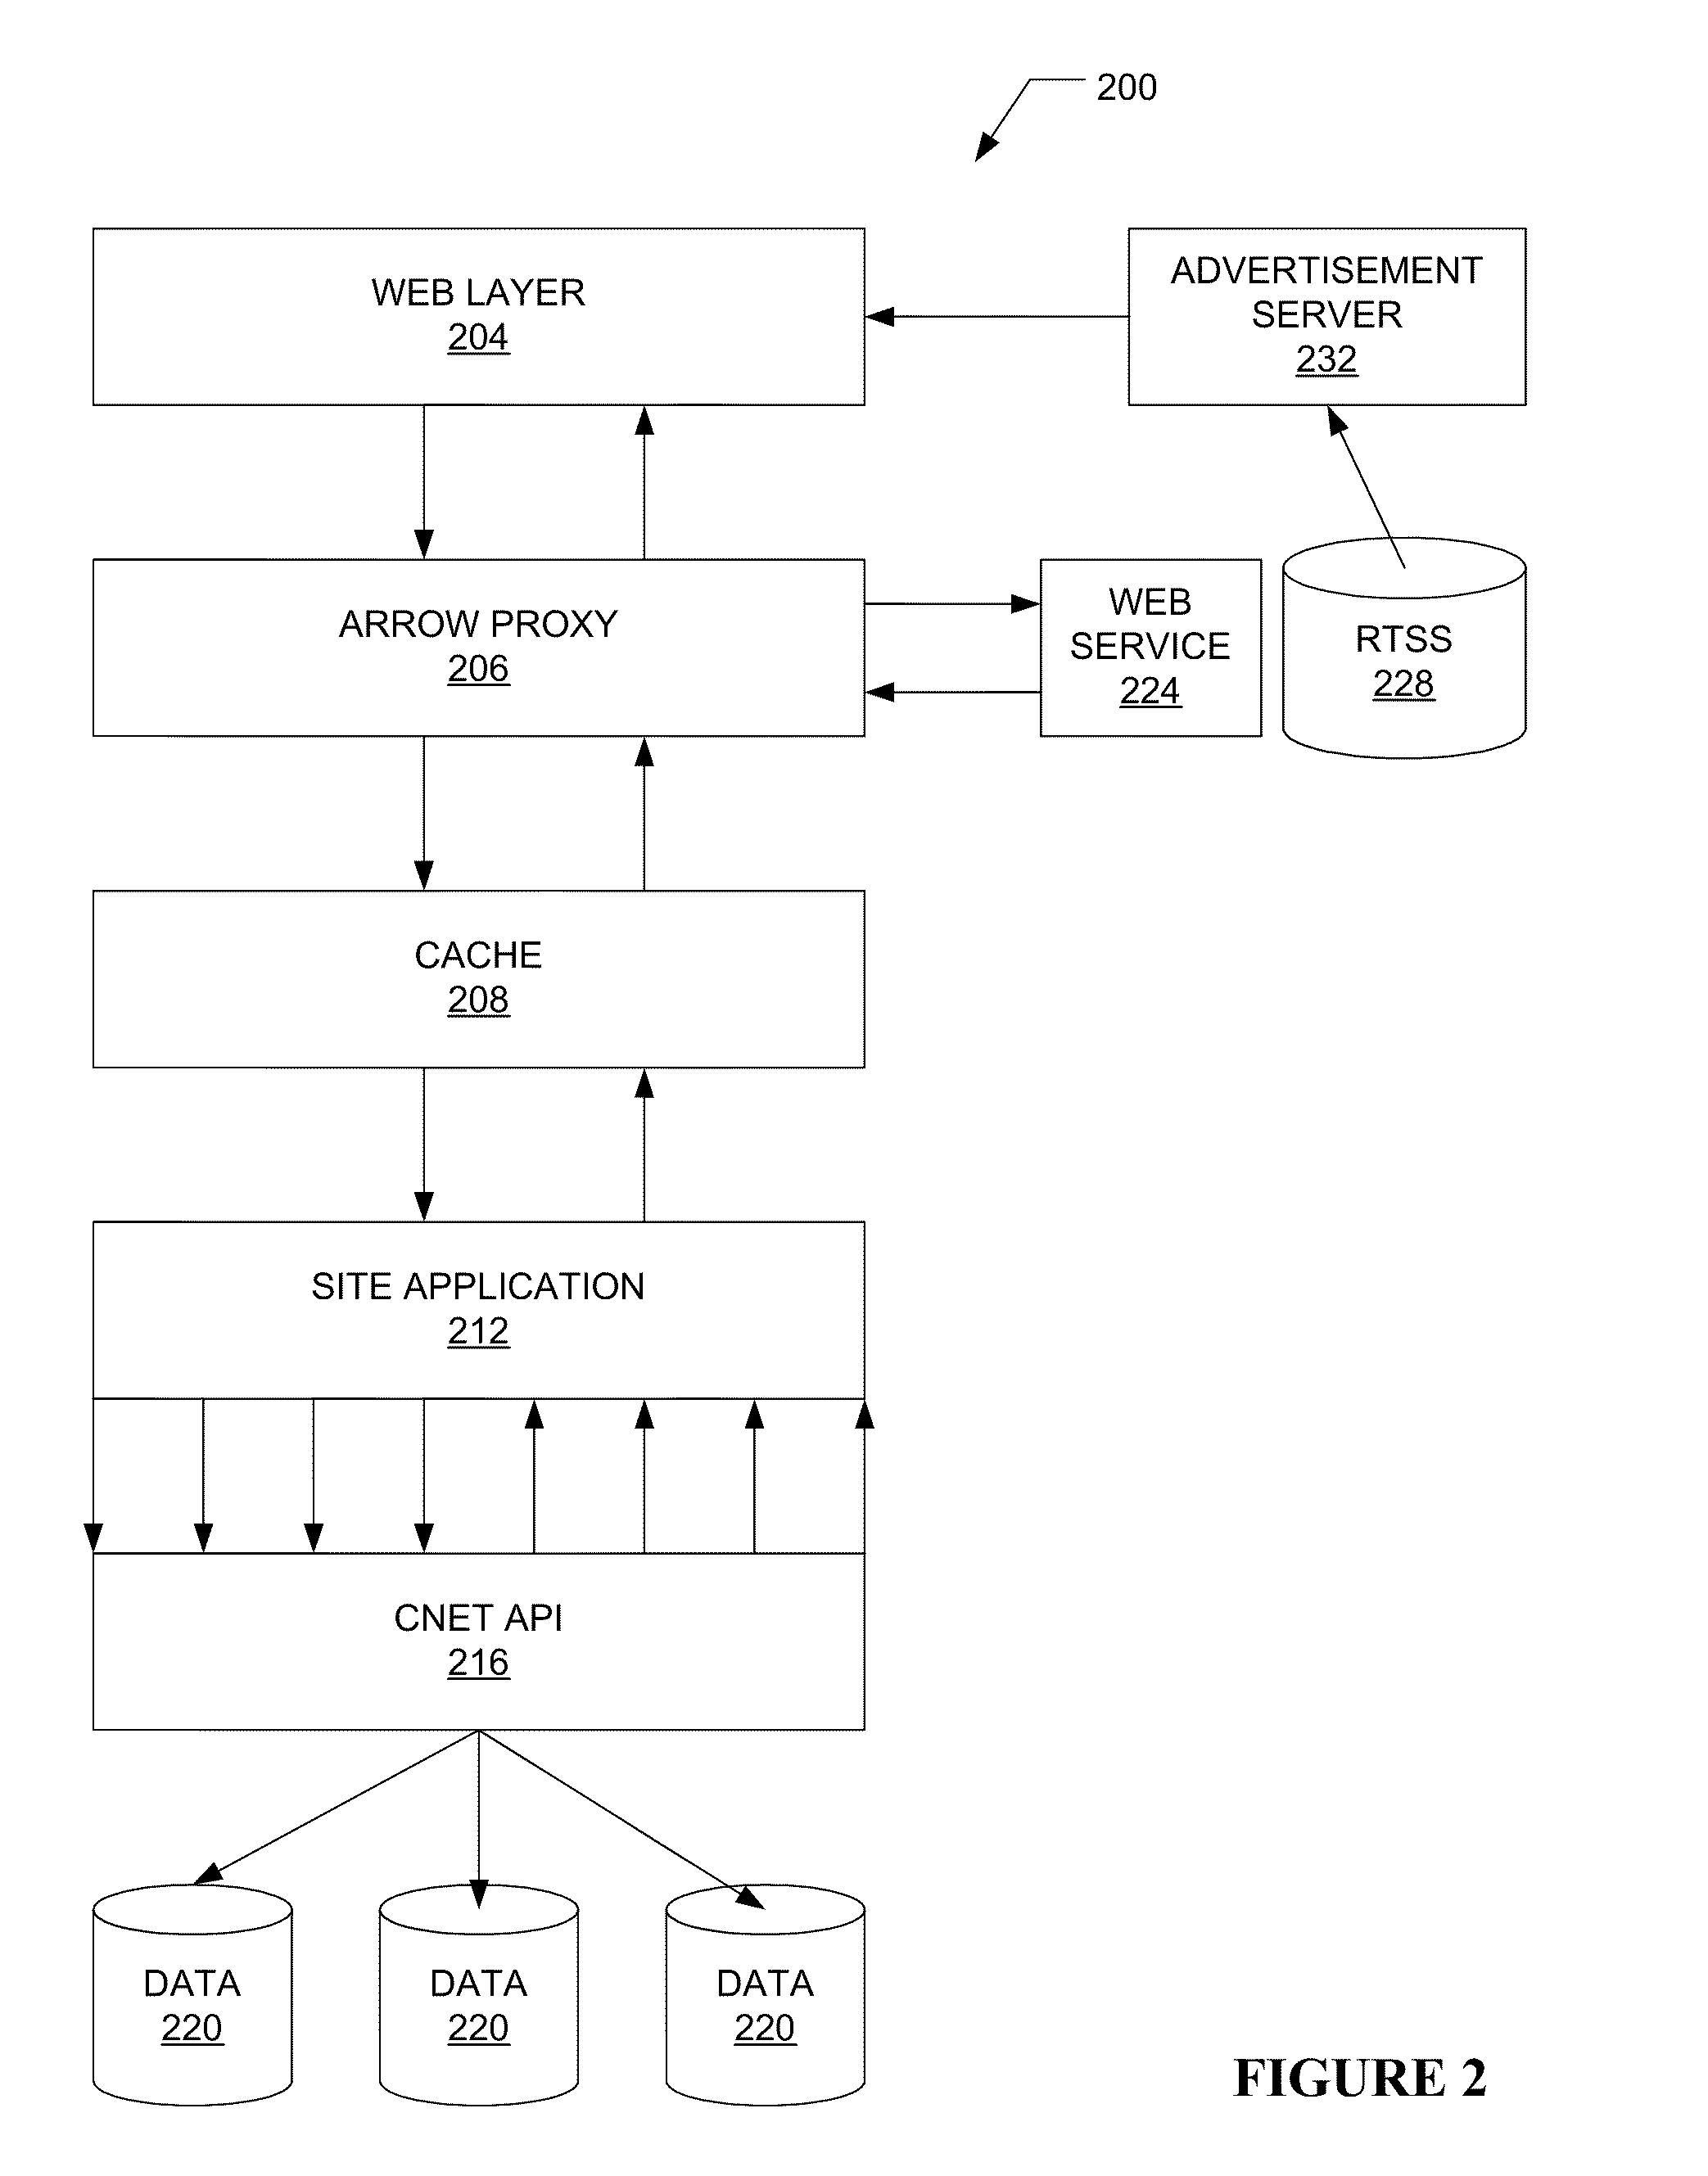 200
WEB LAYER
204
ADVERTISEMENT
SERVER
232
ARROW PROXY
206
WEB
SERVICE
224
RTSS
228
CACHE
208
SITE APPLICATION
212
CNET API
216
DATA
220
DATA
220
DATA
220
FIGURE 2